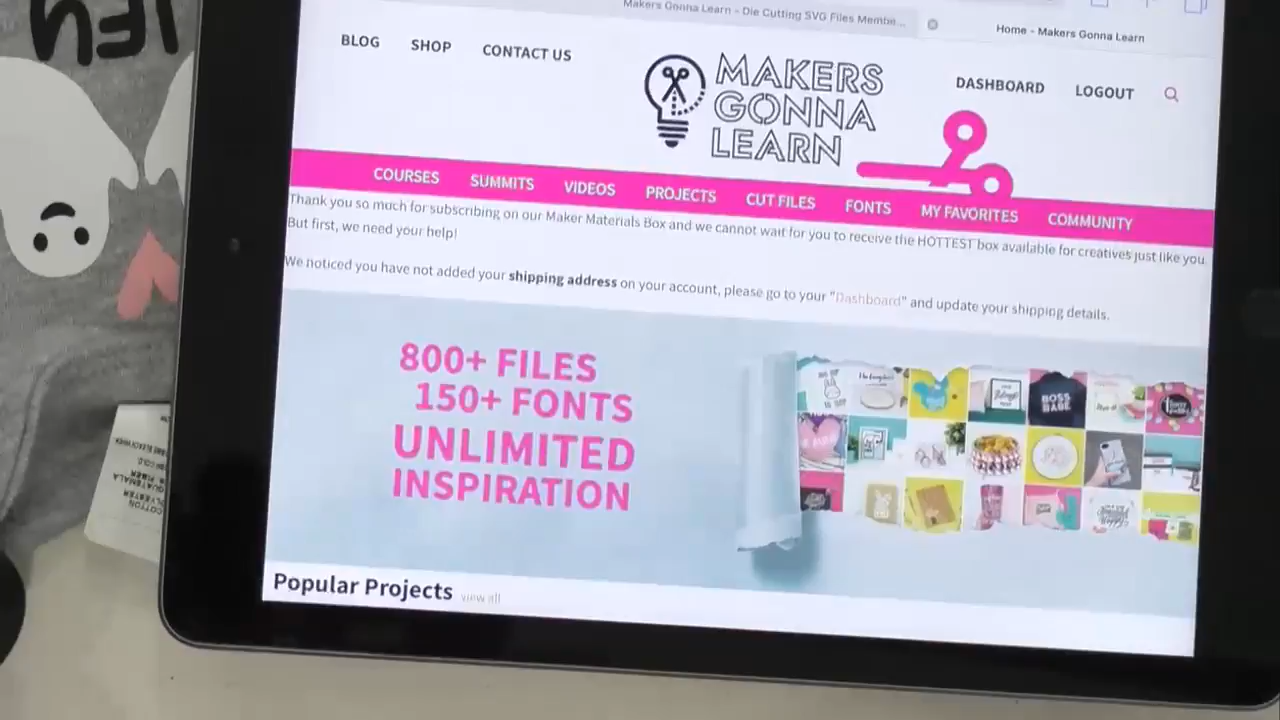 Makers Gonna Learn - Die Cutting SVG Files Membe...
Home - Makers Gonna Learn
BLOG SHOP CONTACT US
MAKERS
GONNA
LEARN
DASHBOARD LOGOUT
COURSES SUMMITS VIDEOS PROJECTS CUT FILES FONTS MY FAVORITES COMMUNITY
Thank you so much for subscribing on our Maker Materials Box and we cannot wait for you to receive the HOTTEST box available for creatives just like you
But first, we need your help!
We noticed you have not added your shipping address on your account, please go to your "Dashboard" and update your shipping details.
800+ FILES
150+ FONTS
UNLIMITED
INSPIRATION
BOSS
BABE
Popular Projects view all
COLD
GUATEMALA
POLYESTER
COTTON